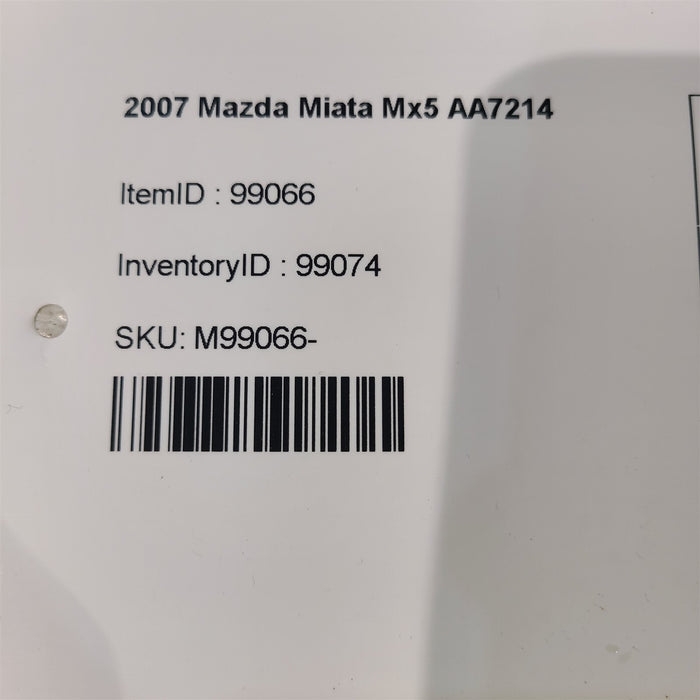 2007 Mazda Miata Mx5 AA7214
ItemID : 99066
InventoryID : 99074
SKU: M99066-